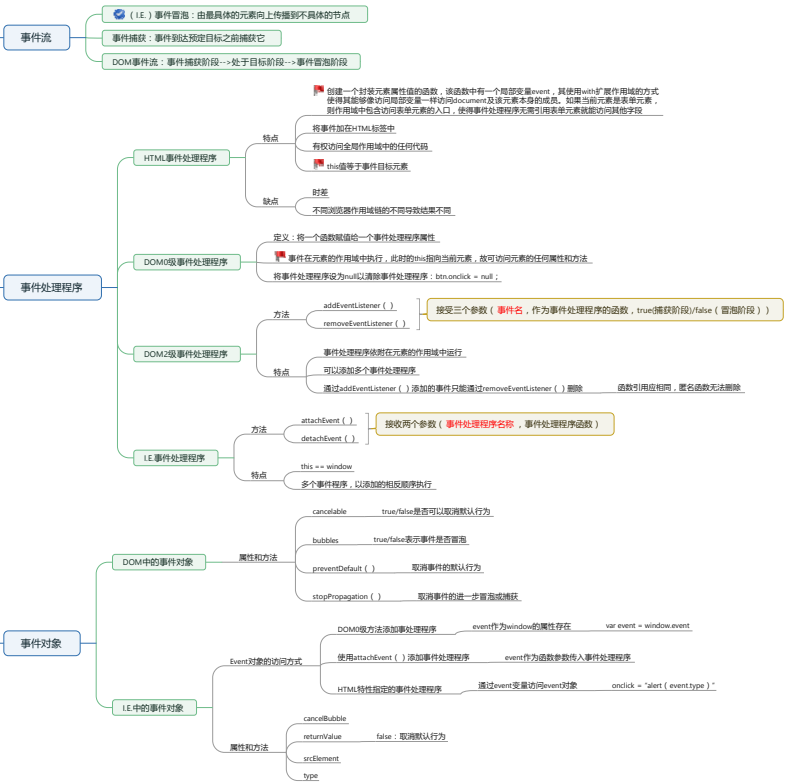 事件流
（I.E.）事件冒泡：由最具体的元素向上传播到不具体的节点
事件捕获：事件到达预定目标之前捕获它
DOM事件流：事件捕获阶段-->处于目标阶段-->事件冒泡阶段
事件处理程序
HTML事件处理程序
特点
创建一个封装元素属性值的函数，该函数中有一个局部变量event，其使用with扩展作用域的方式
使得其能够像访问局部变量一样访问document及该元素本身的成员。如果当前元素是表单元素，
则作用域中包含访问表单元素的入口，使得事件处理程序无需引用表单元素就能访问其他字段
将事件加在HTML标签中
有权访问全局作用域中的任何代码
this值等于事件目标元素
缺点
时差
不同浏览器作用域链的不同导致结果不同
DOM0级事件处理程序
定义：将一个函数赋值给一个事件处理程序属性
事件在元素的作用域中执行，此时的this指向当前元素，故可访问元素的任何属性和方法
将事件处理程序设为null以清除事件处理程序：btn.onclick = null；
DOM2级事件处理程序
方法
addEventListener（ ）
removeEventListener（ ）
接受三个参数（事件名，作为事件处理程序的函数，true(捕获阶段)/false（冒泡阶段））
特点
事件处理程序依附在元素的作用域中运行
可以添加多个事件处理程序
通过addEventListener（ ）添加的事件只能通过removeEventListener（ ）删除
函数引用应相同，匿名函数无法删除
I.E.事件处理程序
方法
attachEvent（ ）
detachEvent（ ）
接收两个参数（事件处理程序名称，事件处理程序函数）
特点
this == window
多个事件程序，以添加的相反顺序执行
事件对象
DOM中的事件对象
属性和方法
cancelable
true/false是否可以取消默认行为
bubbles
true/false表示事件是否冒泡
preventDefault（ ）
取消事件的默认行为
stopPropagation（ ）
取消事件的进一步冒泡或捕获
I.E.中的事件对象
Event对象的访问方式
DOM0级方法添加事处理程序
event作为window的属性存在
var event = window.event
使用attachEvent（ ）添加事件处理程序
event作为函数参数传入事件处理程序
HTML特性指定的事件处理程序
通过event变量访问event对象
onclick = "alert（event.type）"
属性和方法
cancelBubble
returnValue
false：取消默认行为
srcElement
type